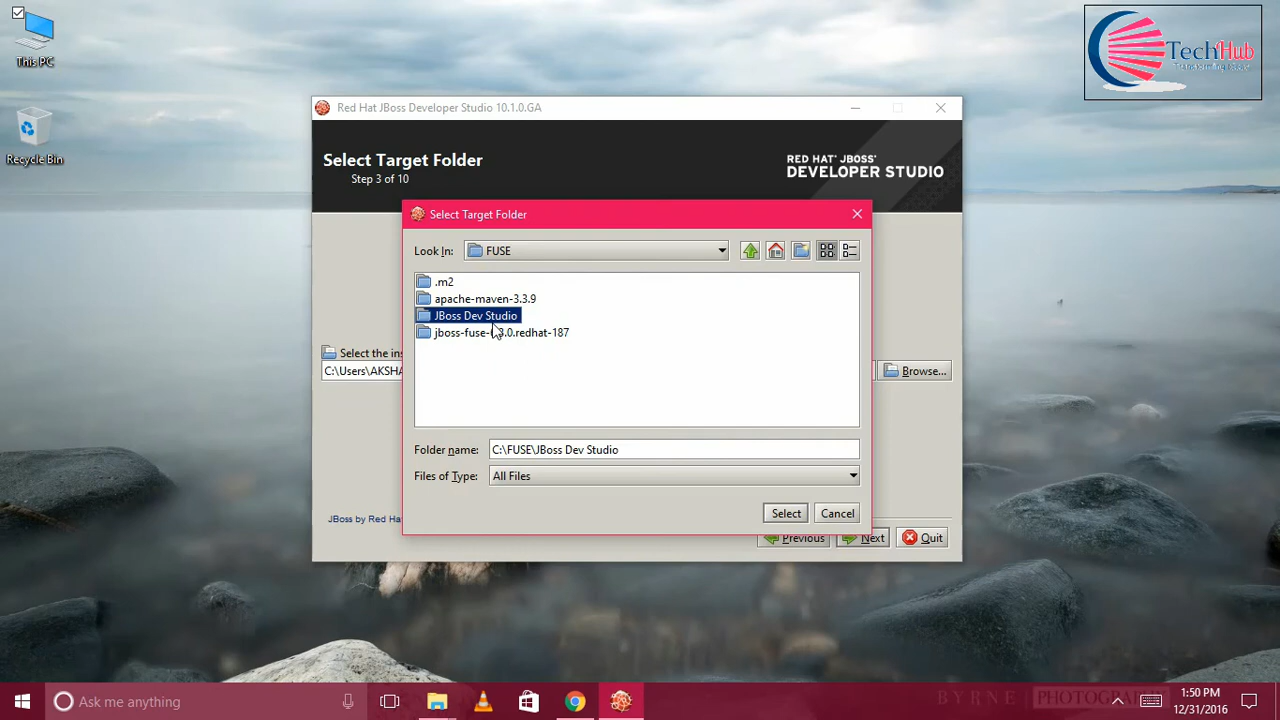 This PC
Recycle Bin
TechHub
Red Hat JBoss Developer Studio 10.1.0.GA
Select Target Folder
Step 3 of 10
RED HAT® JBOSS®
DEVELOPER STUDIO
Select Target Folder
Look In:
FUSE
.m2
apache-maven-3.3.9
JBoss Dev Studio
jboss-fuse-
.0.redhat-187
Select the ins
C:\Users\AKSHA
Browse...
Folder name:
C:\FUSE\JBoss Dev Studio
Files of Type:
All Files
Select
Cancel
JBoss by Red Ha
Previous
Next
Quit
Ask me anything
BYRNE PHOTOGRAPHY
1:50 PM
12/31/2016